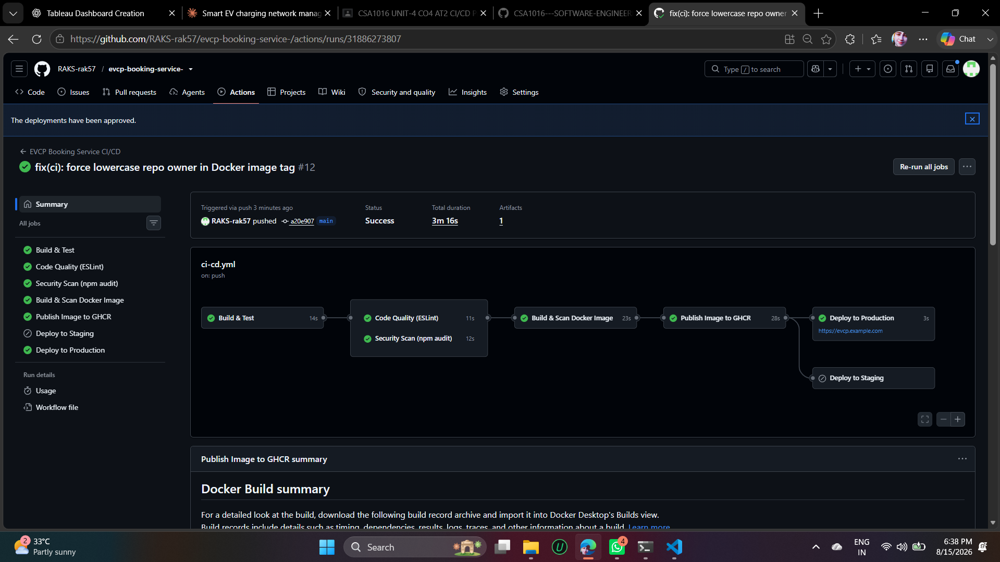 Tableau Dashboard Creation
Smart EV charging network manag
CSA1016 UNIT-4 CO4 AT2 CI/CD P
CSA1016---SOFTWARE-ENGINEER
fix(ci): force lowercase repo owner
https://github.com/RAKS-rak57/evcp-booking-service-/actions/runs/31886273807
Chat
RAKS-rak57 / evcp-booking-service-
Type / to search
Code
Issues
Pull requests
Agents
Actions
Projects
Wiki
Security and quality
Insights
Settings
The deployments have been approved.
EVCP Booking Service CI/CD
fix(ci): force lowercase repo owner in Docker image tag #12
Re-run all jobs
Summary
All jobs
Build & Test
Code Quality (ESLint)
Security Scan (npm audit)
Build & Scan Docker Image
Publish Image to GHCR
Deploy to Staging
Deploy to Production
Run details
Usage
Workflow file
Triggered via push 3 minutes ago
RAKS-rak57 pushed a20e907 main
Status
Success
Total duration
3m 16s
Artifacts
1
ci-cd.yml
on: push
Build & Test 14s
Code Quality (ESLint) 11s
Security Scan (npm audit) 12s
Build & Scan Docker Image 23s
Publish Image to GHCR 28s
Deploy to Production 3s
https://evcp.example.com
Deploy to Staging
Publish Image to GHCR summary
Docker Build summary
For a detailed look at the build, download the following build record archive and import it into Docker Desktop's Builds view.
Build records include details such as timing, dependencies, results, logs, traces, and other information about a build. Learn more
2
33°C
Partly sunny
Search
4
ENG
IN
6:38 PM
8/15/2026